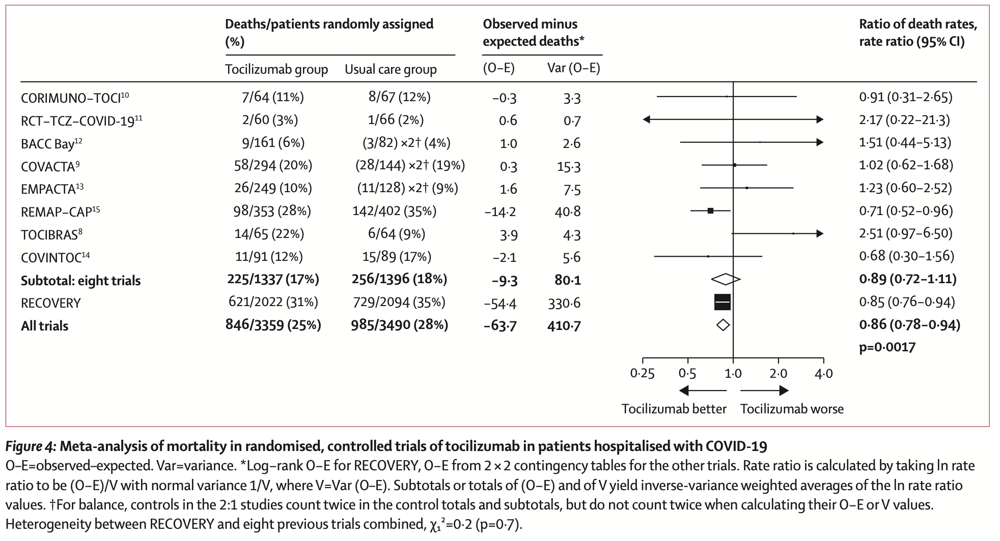 Deaths/patients randomly assigned (%)
Observed minus expected deaths*
Ratio of death rates, rate ratio (95% CI)
Tocilizumab group Usual care group (O–E) Var (O–E)
CORIMUNO–TOCI¹⁰ 7/64 (11%) 8/67 (12%) –0·3 3·3 0·91 (0·31–2·65)
RCT–TCZ–COVID-19¹¹ 2/60 (3%) 1/66 (2%) 0·6 0·7 2·17 (0·22–21·3)
BACC Bay¹² 9/161 (6%) (3/82) ×2† (4%) 1·0 2·6 1·51 (0·44–5·13)
COVACTA⁹ 58/294 (20%) (28/144) ×2† (19%) 0·3 15·3 1·02 (0·62–1·68)
EMPACTA¹³ 26/249 (10%) (11/128) ×2† (9%) 1·6 7·5 1·23 (0·60–2·52)
REMAP–CAP¹⁵ 98/353 (28%) 142/402 (35%) –14·2 40·8 0·71 (0·52–0·96)
TOCIBRAS⁸ 14/65 (22%) 6/64 (9%) 3·9 4·3 2·51 (0·97–6·50)
COVINTOC¹⁴ 11/91 (12%) 15/89 (17%) –2·1 5·6 0·68 (0·30–1·56)
Subtotal: eight trials 225/1337 (17%) 256/1396 (18%) –9·3 80·1 0·89 (0·72–1·11)
RECOVERY 621/2022 (31%) 729/2094 (35%) –54·4 330·6 0·85 (0·76–0·94)
All trials 846/3359 (25%) 985/3490 (28%) –63·7 410·7 0·86 (0·78–0·94)
p=0·0017
0·25 0·5 1·0 2·0 4·0
Tocilizumab better Tocilizumab worse
Figure 4: Meta-analysis of mortality in randomised, controlled trials of tocilizumab in patients hospitalised with COVID-19
O–E=observed–expected. Var=variance. *Log–rank O–E for RECOVERY, O–E from 2 × 2 contingency tables for the other trials. Rate ratio is calculated by taking ln rate
ratio to be (O–E)/V with normal variance 1/V, where V=Var (O–E). Subtotals or totals of (O–E) and of V yield inverse-variance weighted averages of the ln rate ratio
values. †For balance, controls in the 2:1 studies count twice in the control totals and subtotals, but do not count twice when calculating their O–E or V values.
Heterogeneity between RECOVERY and eight previous trials combined, χ₁²=0·2 (p=0·7).